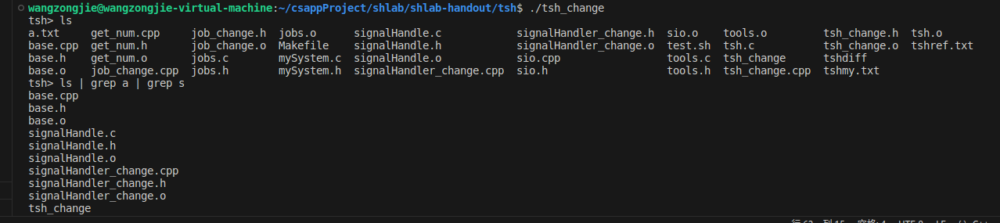 wangzongjie@wangzongjie-virtual-machine:~/csappProject/shlab/shlab-handout/tsh$ ./tsh_change
tsh> ls
a.txt     get_num.cpp     job_change.h  jobs.o      signalHandle.c            signalHandler_change.h  sio.o    tools.o         tsh_change.h  tsh.o
base.cpp  get_num.h       job_change.o  Makefile    signalHandle.h            signalHandler_change.o  test.sh  tsh.c           tsh_change.o  tshref.txt
base.h    get_num.o       jobs.c        mySystem.c  signalHandle.o            sio.cpp                 tools.c  tsh_change      tshdiff
base.o    job_change.cpp  jobs.h        mySystem.h  signalHandler_change.cpp  sio.h                   tools.h  tsh_change.cpp  tshmy.txt
tsh> ls | grep a | grep s
base.cpp
base.h
base.o
signalHandle.c
signalHandle.h
signalHandle.o
signalHandler_change.cpp
signalHandler_change.h
signalHandler_change.o
tsh_change